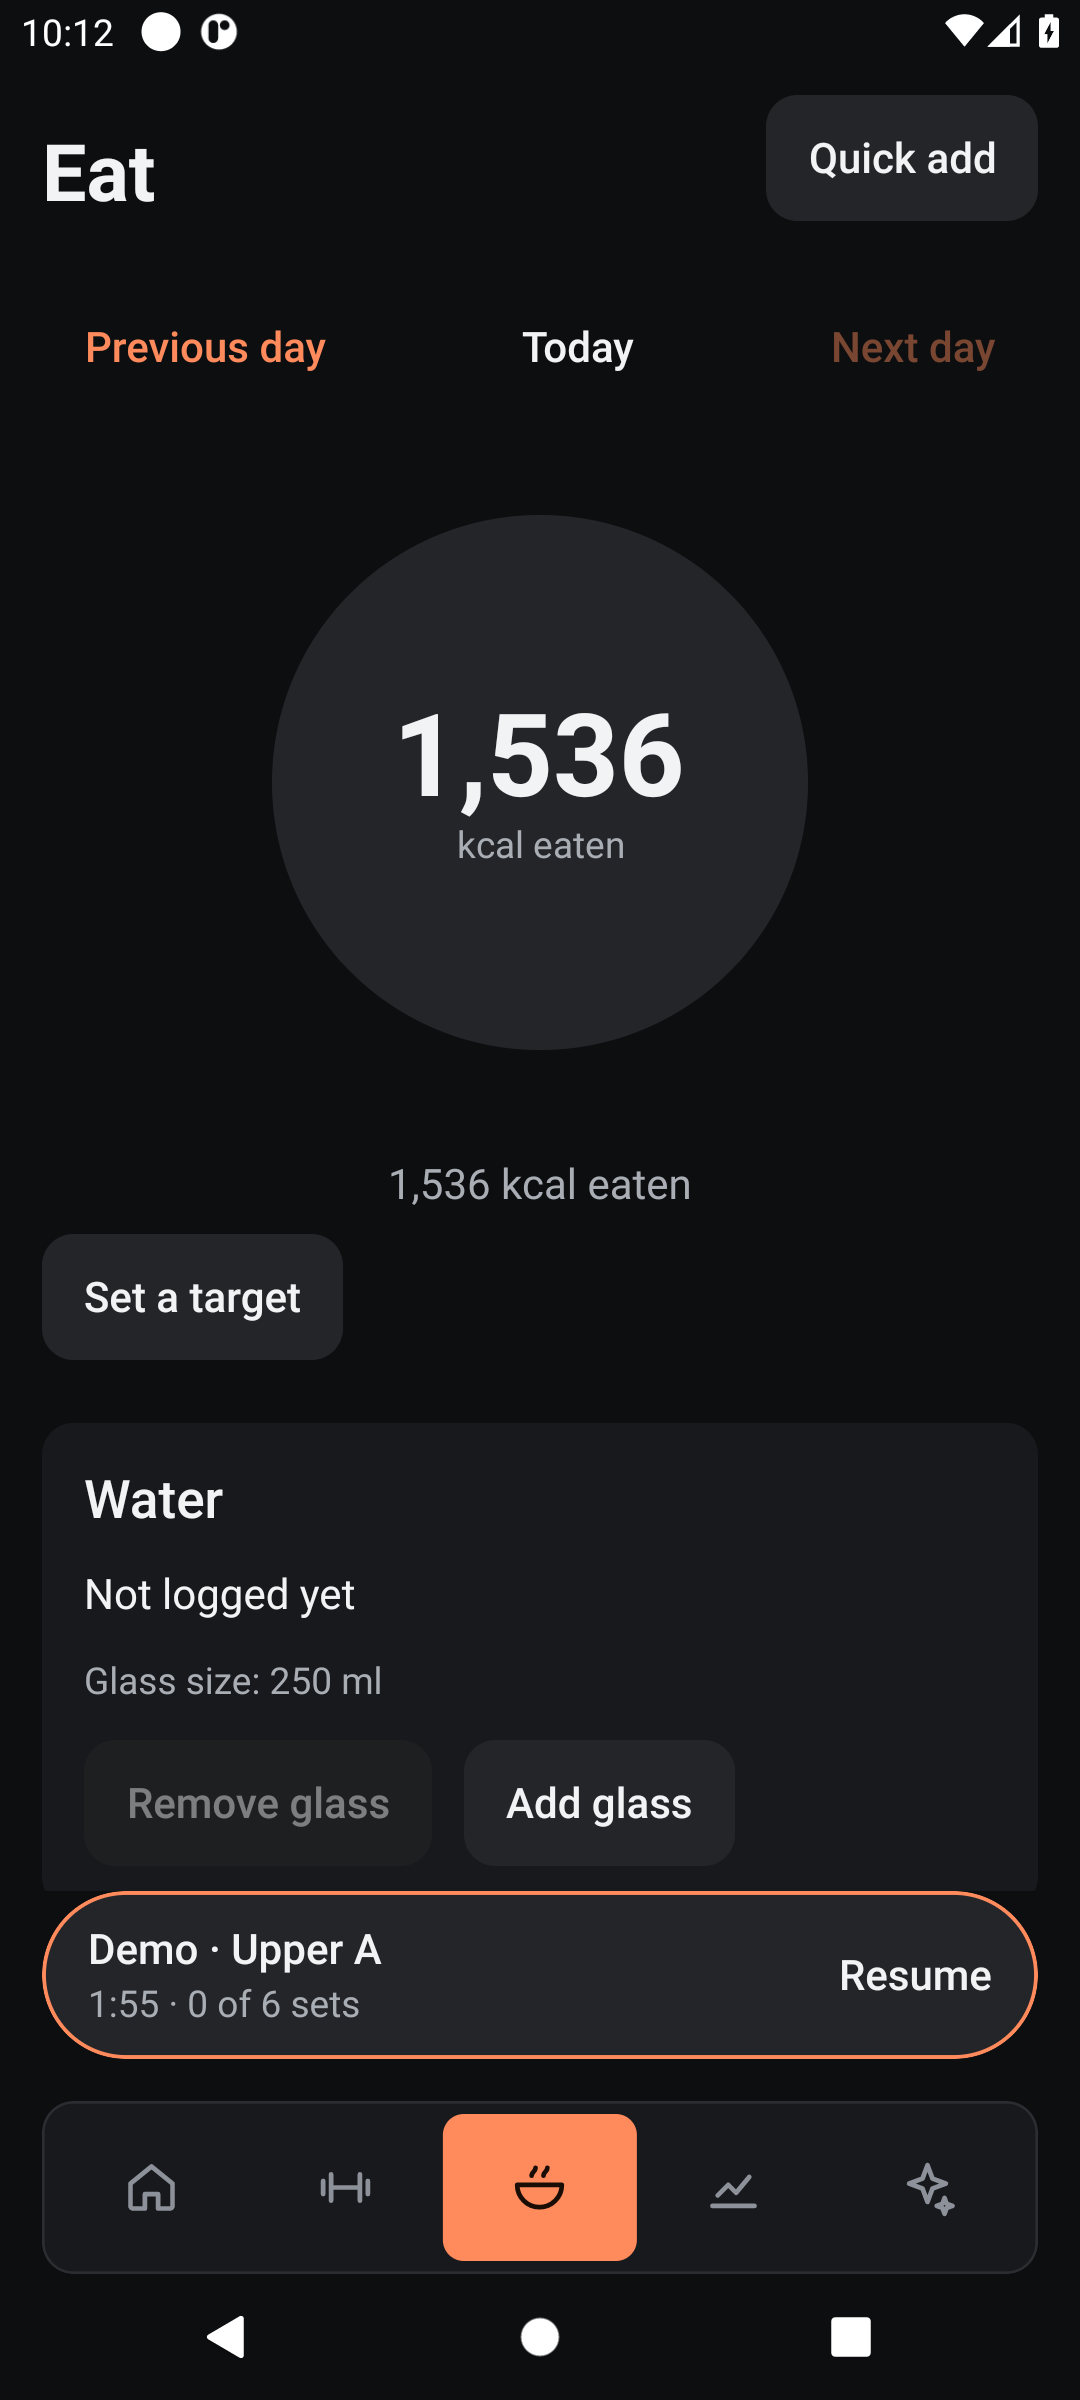 10:12
Eat
Quick add
Previous day
Today
Next day
1,536
kcal eaten
1,536 kcal eaten
Set a target
Water
Not logged yet
Glass size: 250 ml
Remove glass
Add glass
Demo · Upper A
1:55 · 0 of 6 sets
Resume